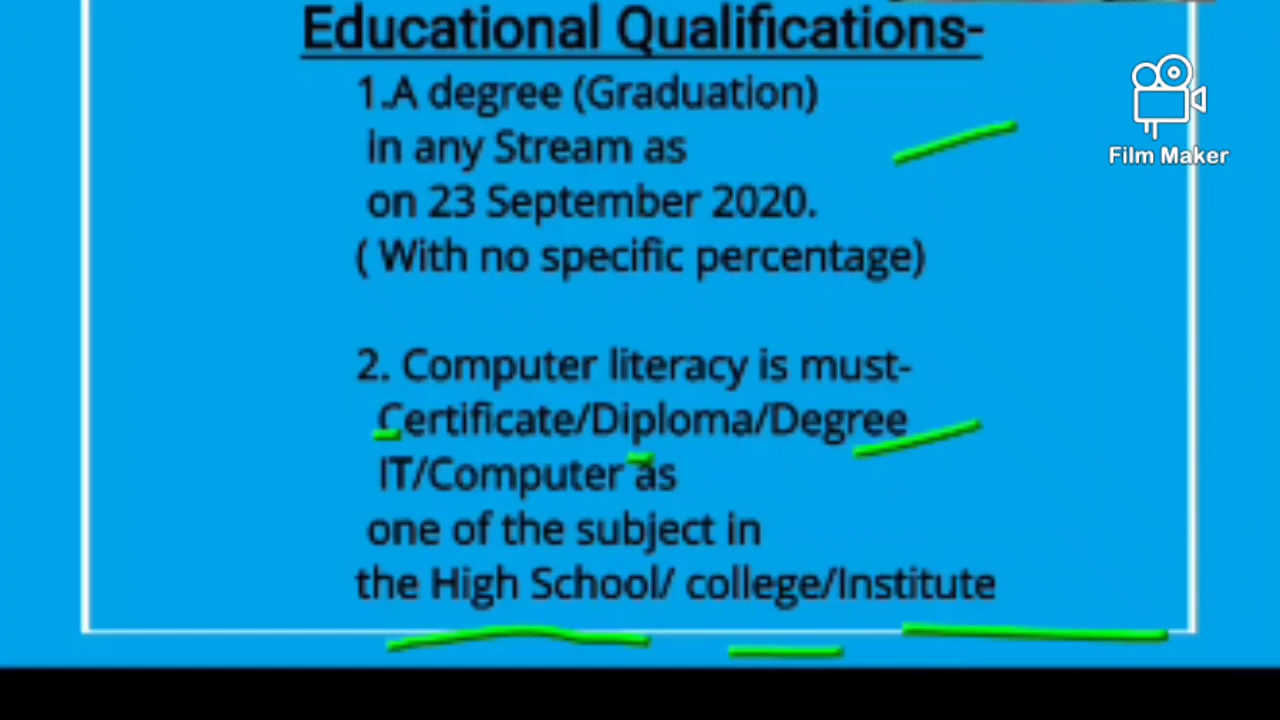 Educational Qualifications-
1.A degree (Graduation)
in any Stream as
on 23 September 2020.
( With no specific percentage)
2. Computer literacy is must-
Certificate/Diploma/Degree
IT/Computer as
one of the subject in
the High School/ college/Institute
Film Maker